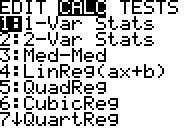 EDIT CALC TESTS
1:1-Var Stats
2:2-Var Stats
3:Med-Med
4:LinReg(ax+b)
5:QuadReg
6:CubicReg
7↓QuartReg